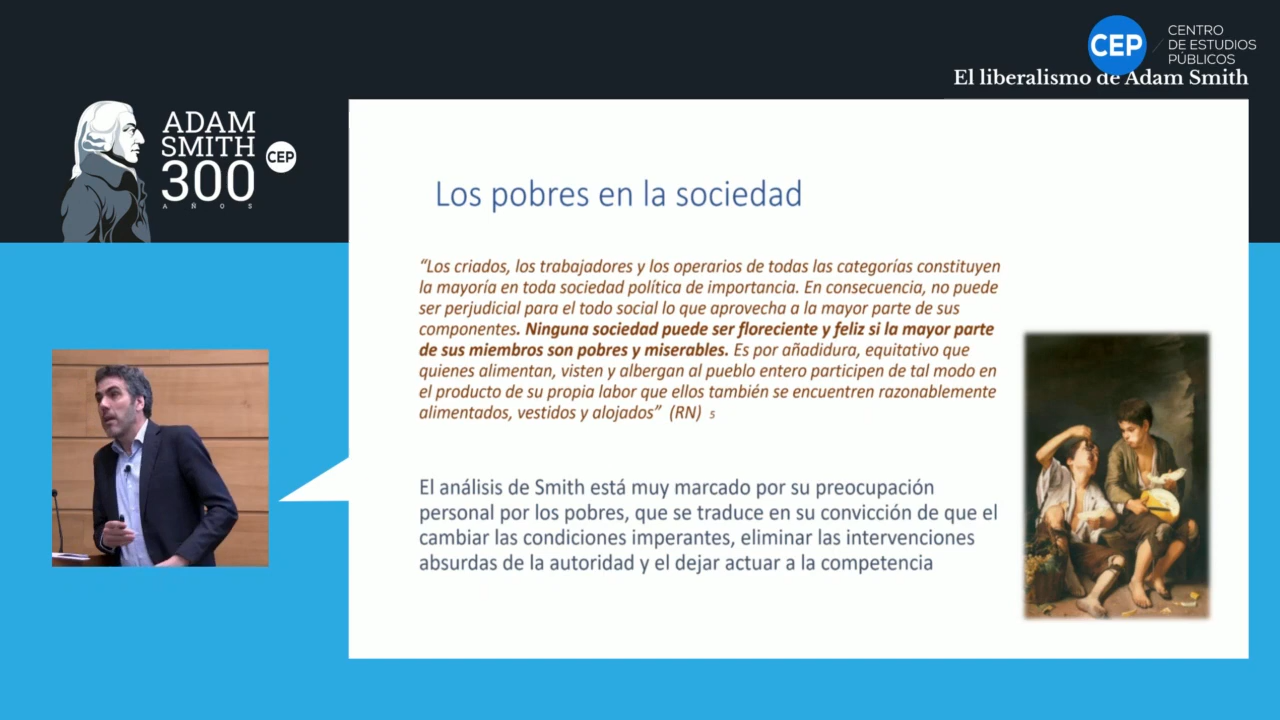 CEP
CENTRO
DE ESTUDIOS
PÚBLICOS
El liberalismo de Adam Smith
ADAM
SMITH
300
AÑOS
CEP
Los pobres en la sociedad
“Los criados, los trabajadores y los operarios de todas las categorías constituyen
la mayoría en toda sociedad política de importancia. En consecuencia, no puede
ser perjudicial para el todo social lo que aprovecha a la mayor parte de sus
componentes. Ninguna sociedad puede ser floreciente y feliz si la mayor parte
de sus miembros son pobres y miserables. Es por añadidura, equitativo que
quienes alimentan, visten y albergan al pueblo entero participen de tal modo en
el producto de su propia labor que ellos también se encuentren razonablemente
alimentados, vestidos y alojados” (RN) 5
El análisis de Smith está muy marcado por su preocupación
personal por los pobres, que se traduce en su convicción de que el
cambiar las condiciones imperantes, eliminar las intervenciones
absurdas de la autoridad y el dejar actuar a la competencia